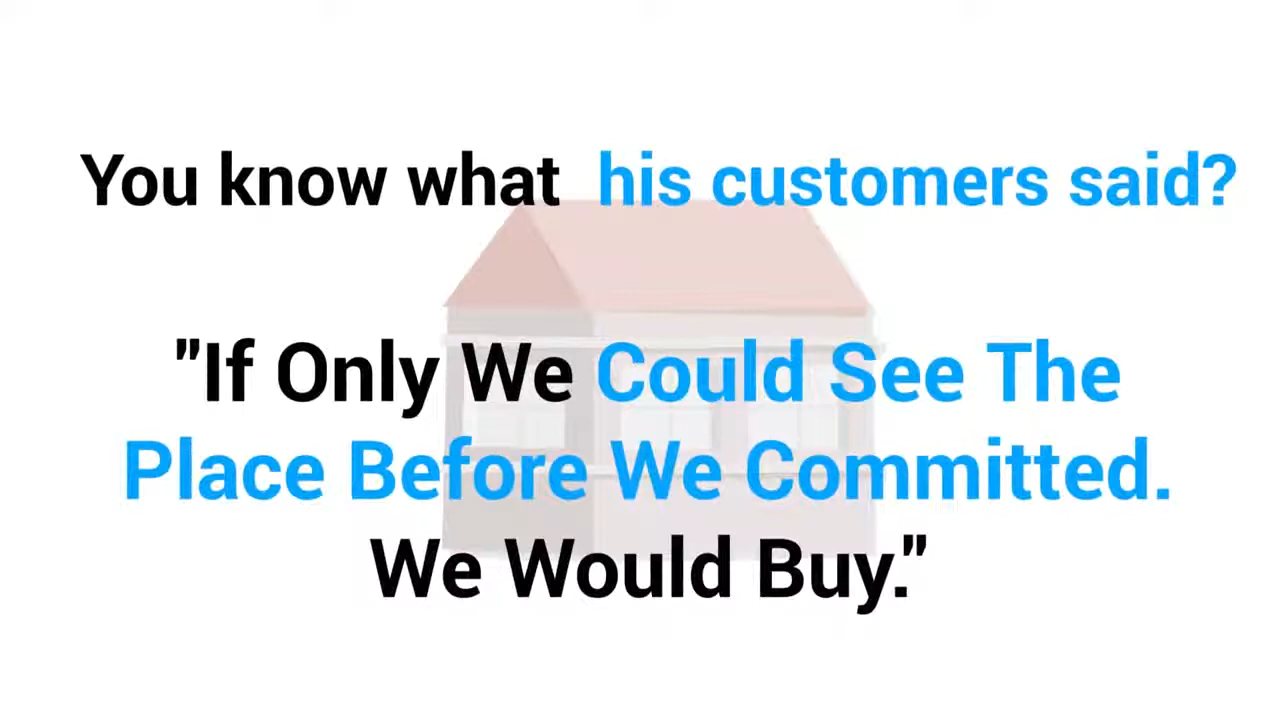 You know what his customers said?
"If Only We Could See The
Place Before We Committed.
We Would Buy."